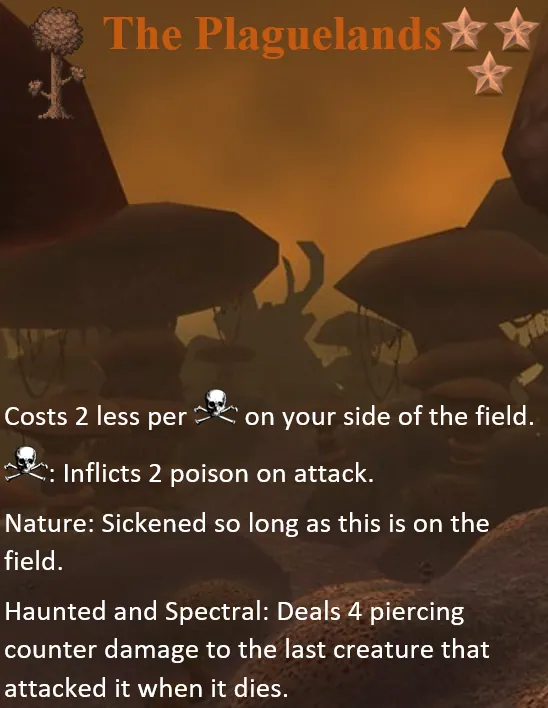 The Plaguelands
Costs 2 less per on your side of the field.
: Inflicts 2 poison on attack.
Nature: Sickened so long as this is on the
field.
Haunted and Spectral: Deals 4 piercing
counter damage to the last creature that
attacked it when it dies.